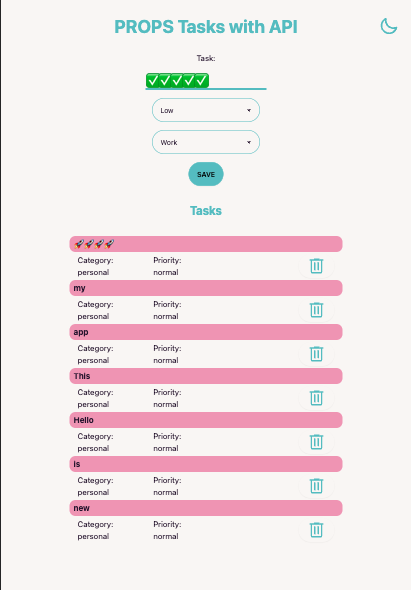 PROPS Tasks with API
Task:
✅✅✅✅✅
Low
Work
SAVE
Tasks
🚀🚀🚀🚀
Category: Priority:
personal normal
my
Category: Priority:
personal normal
app
Category: Priority:
personal normal
This
Category: Priority:
personal normal
Hello
Category: Priority:
personal normal
is
Category: Priority:
personal normal
new
Category: Priority:
personal normal